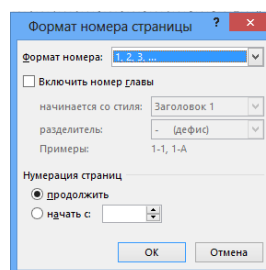 Формат номера страницы ? ×
Формат номера: 1, 2, 3, ...
Включить номер главы
начинается со стиля: Заголовок 1
разделитель: - (дефис)
Примеры: 1-1, 1-A
Нумерация страниц
продолжить
начать с:
ОК Отмена